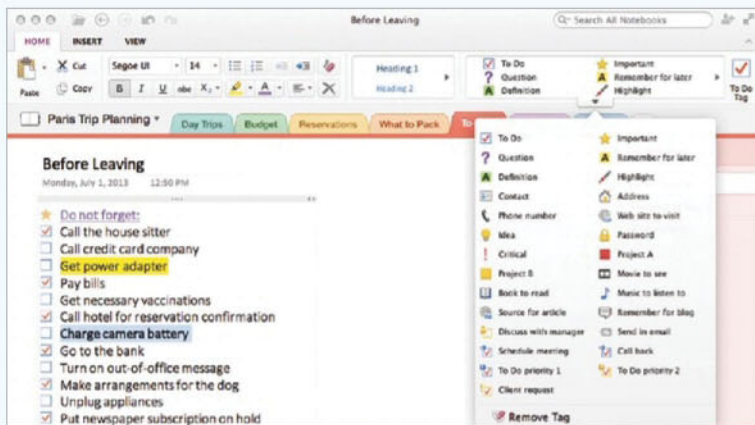 Before Leaving
Search All Notebooks
HOME INSERT VIEW
Cut Segoe UI 14 Heading 1 To Do Important
Question Remember for later
Paste Copy B I U abc X₂ A Heading 2 Definition Highlight To Do
Tag
Paris Trip Planning Day Trips Budget Reservations What to Pack
Before Leaving
Monday, July 1, 2013 12:50 PM
Do not forget:
Call the house sitter
Call credit card company
Get power adapter
Pay bills
Get necessary vaccinations
Call hotel for reservation confirmation
Charge camera battery
Go to the bank
Turn on out-of-office message
Make arrangements for the dog
Unplug appliances
Put newspaper subscription on hold
To Do Important
Question Remember for later
Definition Highlight
Contact Address
Phone number Web site to visit
Idea Password
Critical Project A
Project B Movie to see
Book to read Music to listen to
Source for article Remember for blog
Discuss with manager Send in email
Schedule meeting Call back
To Do priority 1 To Do priority 2
Client request
Remove Tag